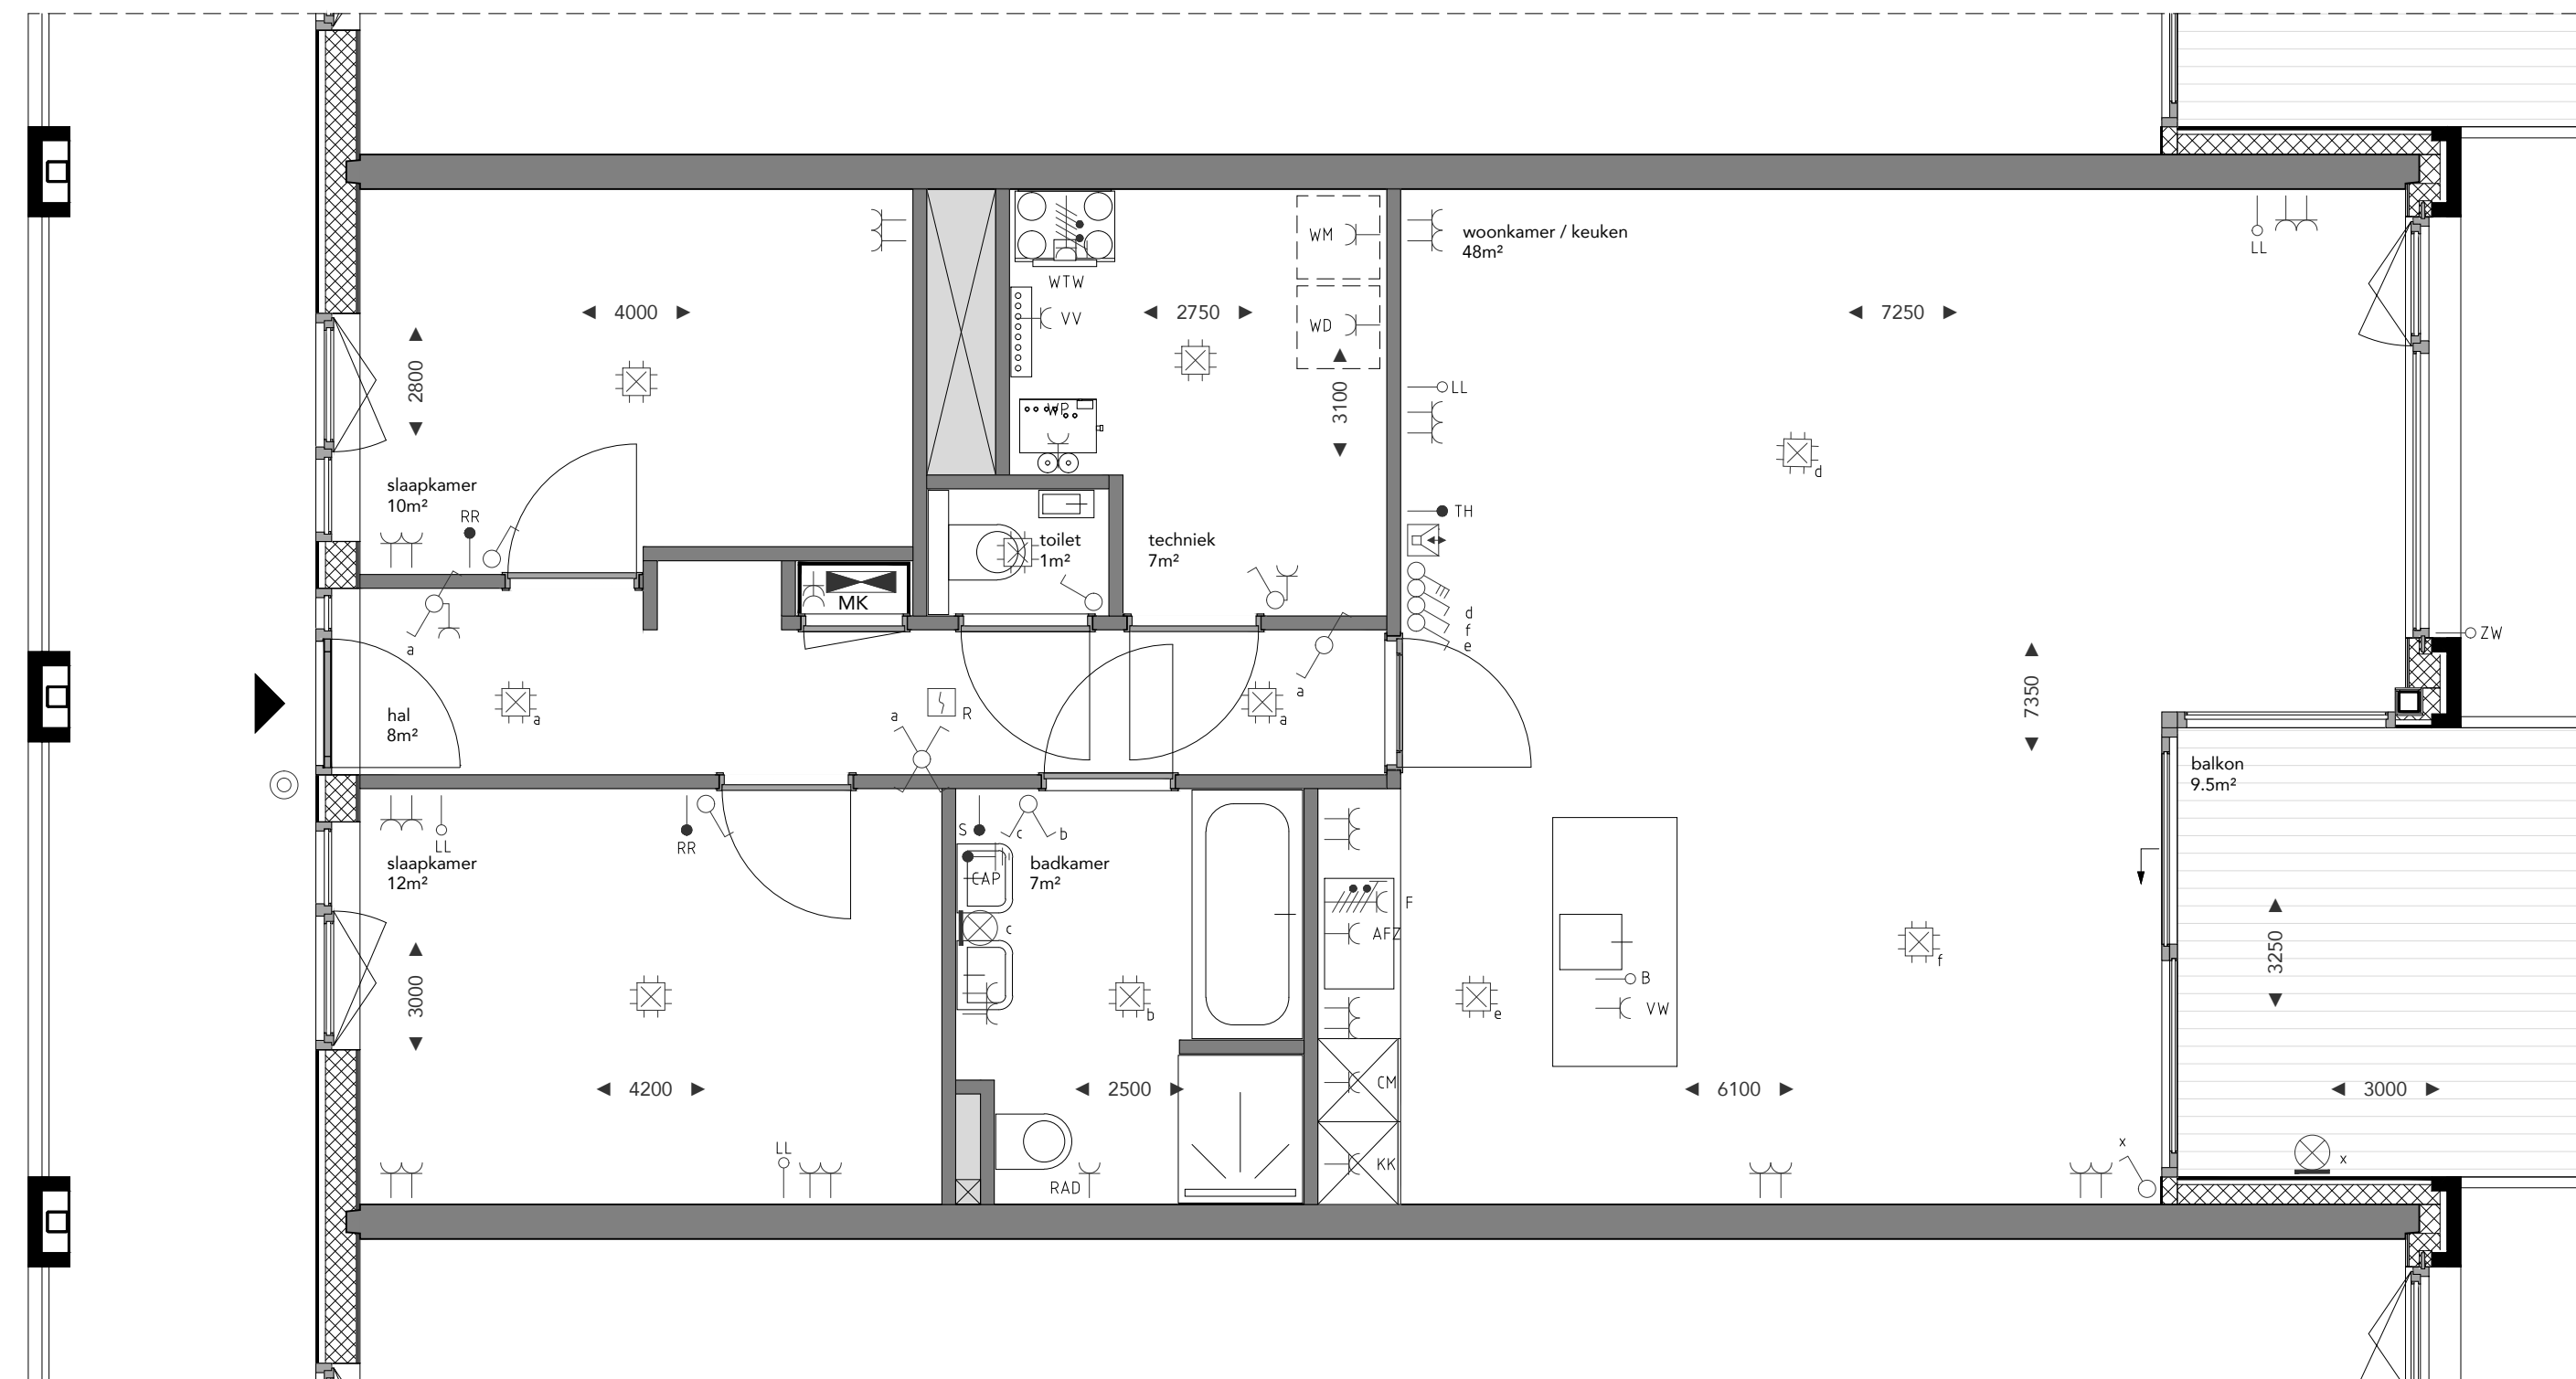 WM
woonkamer / keuken
48m²
LL
WTW
4000
VV
2750
WD
7250
2800
LL
3100
WP
d
slaapkamer
10m²
RR
TH
toilet
1m²
techniek
7m²
MK
d
f
e
ZW
a
a
hal
8m²
a
a
R
a
7350
balkon
9.5m²
LL
RR
S
c
b
slaapkamer
12m²
CAP
badkamer
7m²
F
AFZ
c
f
3250
3000
b
e
B
VW
4200
2500
CM
6100
3000
LL
RAD
KK
x
x